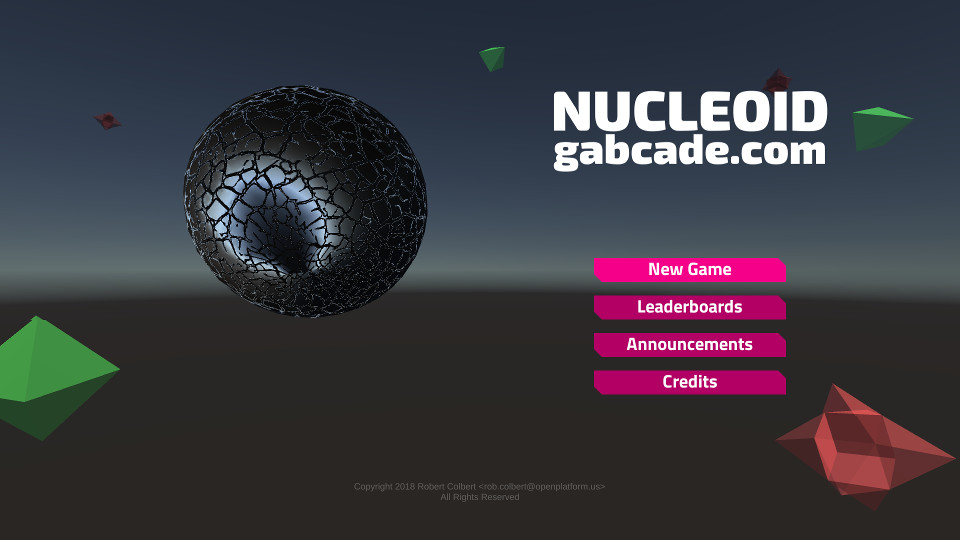 NUCLEOID
gabcade.com
New Game
Leaderboards
Announcements
Credits
Copyright 2018 Robert Colbert <rob.colbert@openplatform.us>
All Rights Reserved